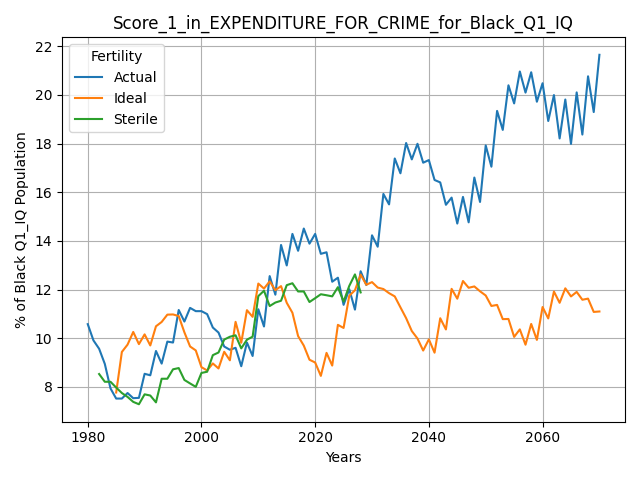 Score_1_in_EXPENDITURE_FOR_CRIME_for_Black_Q1_IQ
Fertility
Actual
Ideal
Sterile
% of Black Q1_IQ Population
22
20
18
16
14
12
10
8
1980 2000 2020 2040 2060
Years